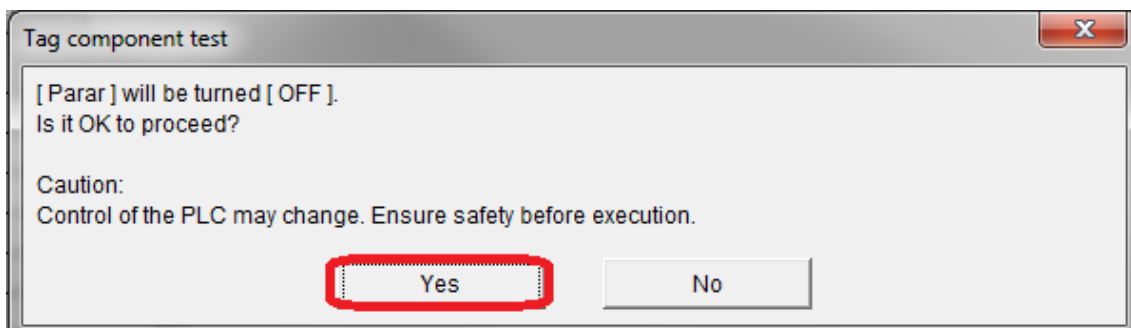 Tag component test
[ Parar ] will be turned [ OFF ].
Is it OK to proceed?
Caution:
Control of the PLC may change. Ensure safety before execution.
Yes
No